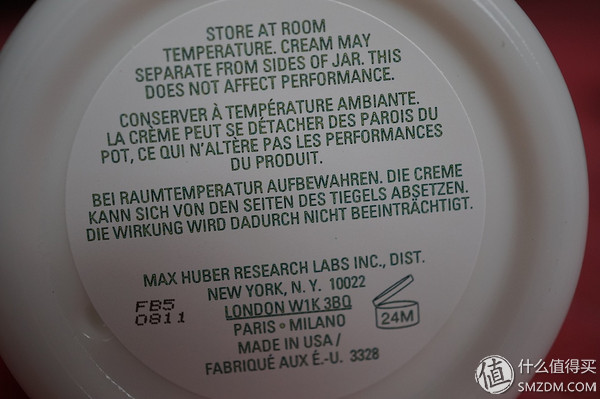 STORE AT ROOM
TEMPERATURE. CREAM MAY
SEPARATE FROM SIDES OF JAR. THIS
DOES NOT AFFECT PERFORMANCE.
CONSERVER À TEMPÉRATURE AMBIANTE.
LA CRÈME PEUT SE DÉTACHER DES PAROIS DU
POT, CE QUI N'ALTÈRE PAS LES PERFORMANCES
DU PRODUIT.
BEI RAUMTEMPERATUR AUFBEWAHREN. DIE CREME
KANN SICH VON DEN SEITEN DES TIEGELS ABSETZEN.
DIE WIRKUNG WIRD DADURCH NICHT BEEINTRÄCHTIGT.
MAX HUBER RESEARCH LABS INC., DIST.
NEW YORK, N.Y. 10022
LONDON W1K 3BQ
PARIS • MILANO
MADE IN USA/
FABRIQUÉ AUX É.-U. 3328
FB5
0811
24M
值 什么值得买
SMZDM.COM